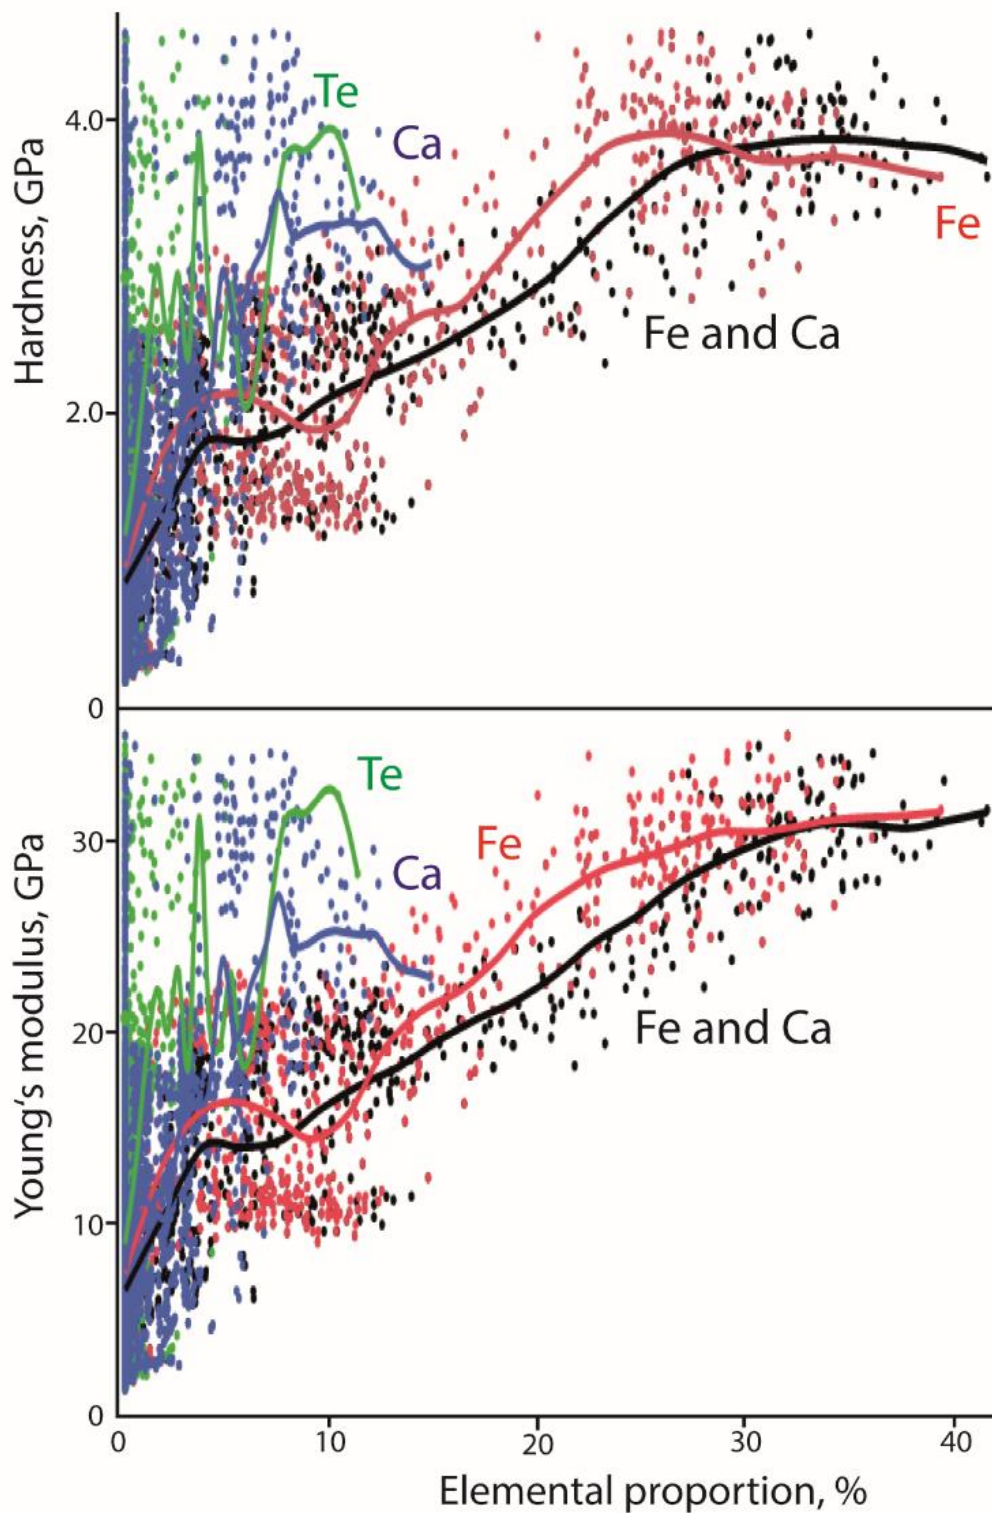 Hardness, GPa
4.0
2.0
0
Te
Ca
Fe
Fe and Ca
Young's modulus, GPa
30
20
10
0
Te
Fe
Ca
Fe and Ca
0 10 20 30 40
Elemental proportion, %